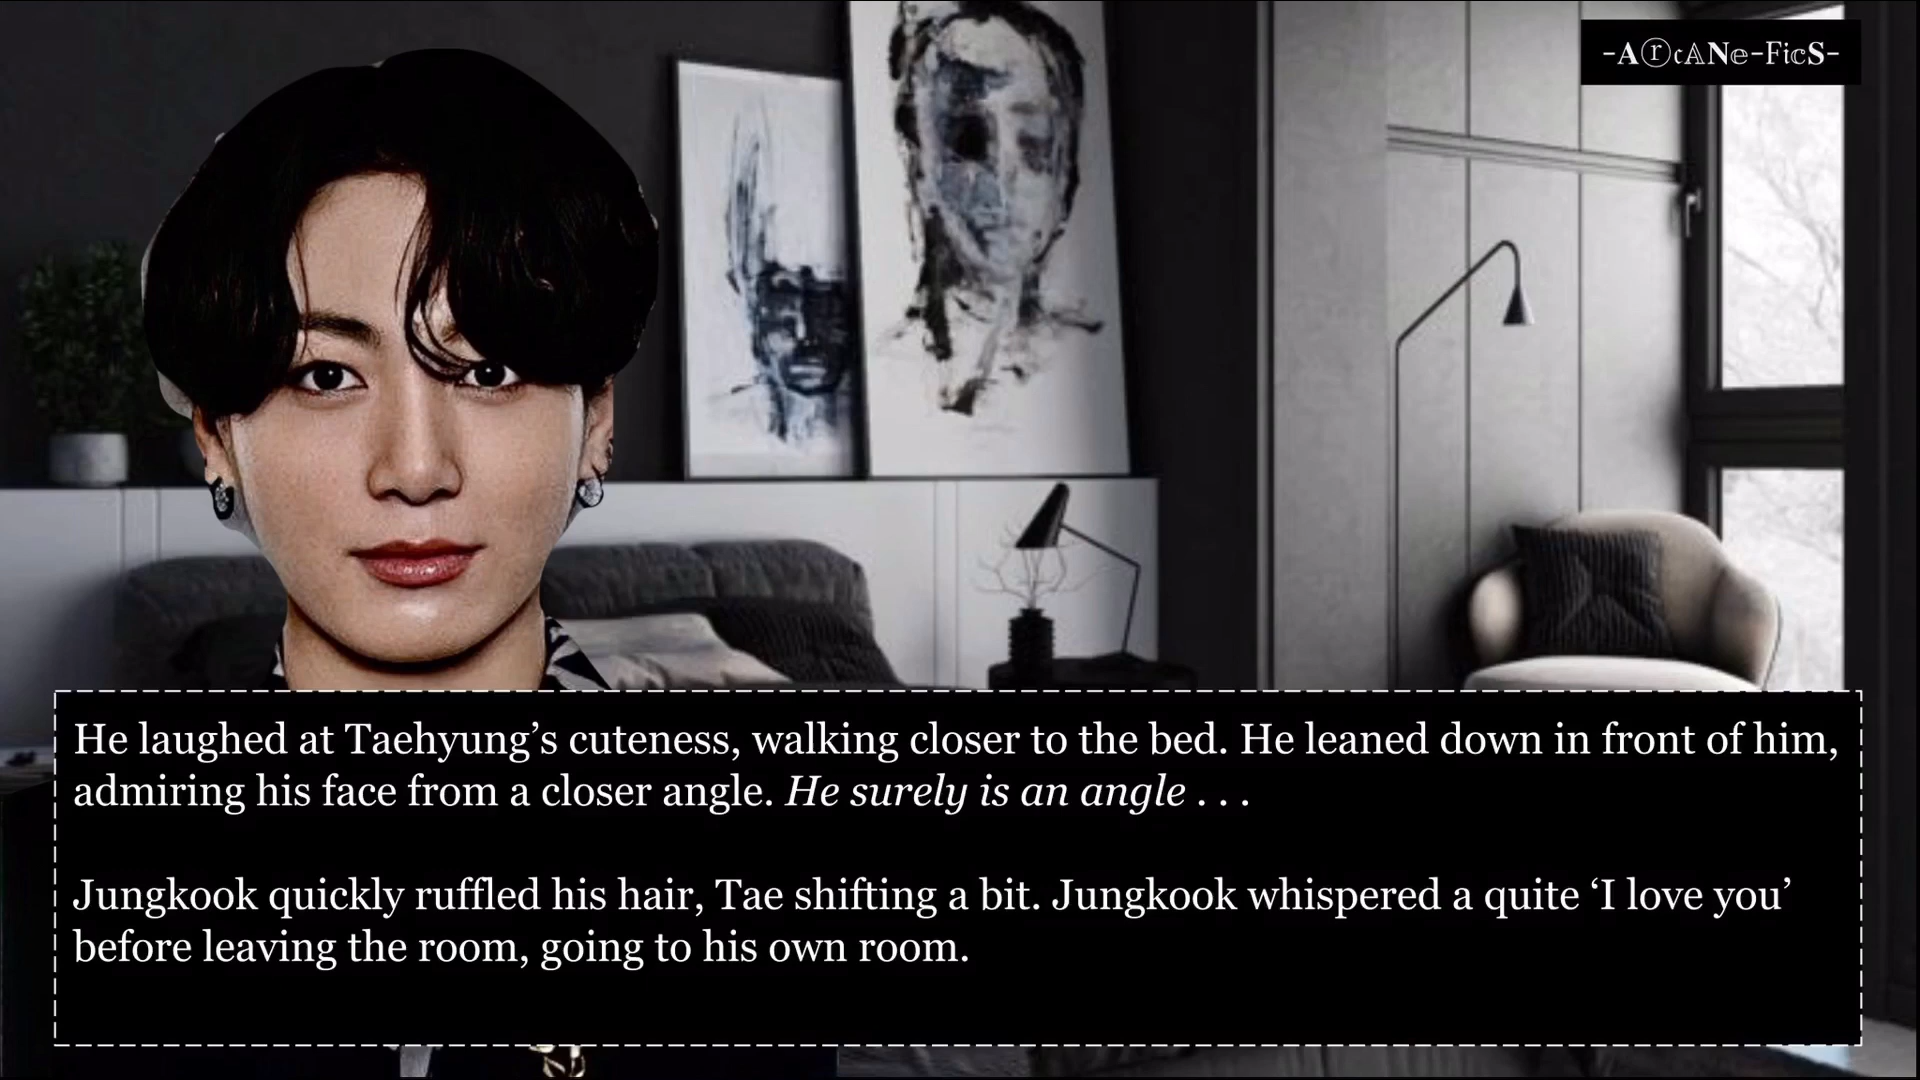 -AⓡcANe-FicS-
He laughed at Taehyung’s cuteness, walking closer to the bed. He leaned down in front of him,
admiring his face from a closer angle. He surely is an angle . . .
Jungkook quickly ruffled his hair, Tae shifting a bit. Jungkook whispered a quite ‘I love you’
before leaving the room, going to his own room.